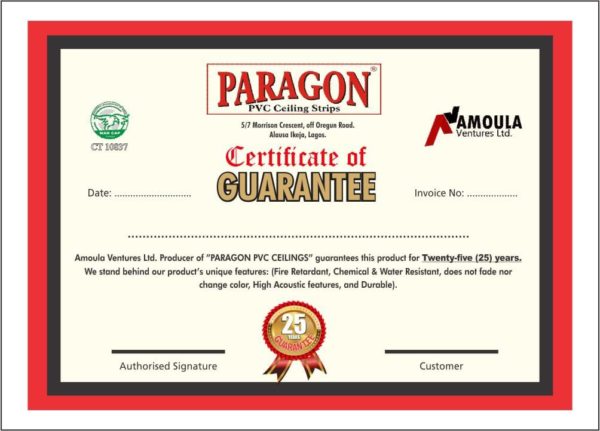 PARAGON®
PVC Ceiling Strips
5/7 Morrison Crescent, off Oregun Road.
Alausa Ikeja, Lagos.
MAN CAP
CT 10837
AMOULA
Ventures Ltd.
Certificate of
GUARANTEE
Date: ............................
Invoice No: ..................
Amoula Ventures Ltd. Producer of "PARAGON PVC CEILINGS" guarantees this product for Twenty-five (25) years.
We stand behind our product's unique features: (Fire Retardant, Chemical & Water Resistant, does not fade nor
change color, High Acoustic features, and Durable).
25
YEARS
GUARANTEE
Authorised Signature
Customer